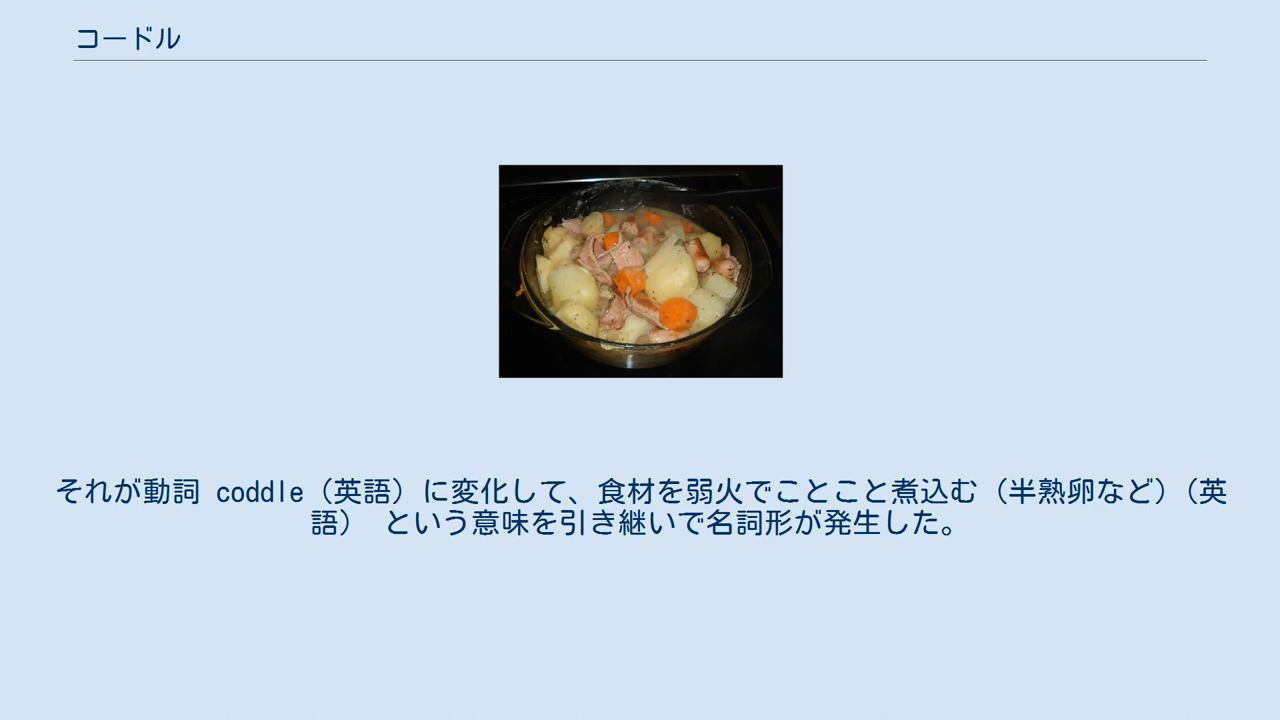 コードル
それが動詞 coddle（英語）に変化して、食材を弱火でことこと煮込む（半熟卵など）（英
語） という意味を引き継いで名詞形が発生した。